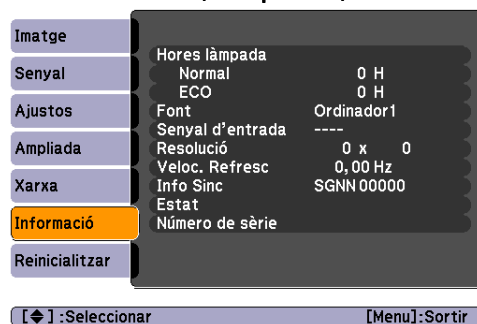 Imatge
Senyal
Ajustos
Ampliada
Xarxa
Informació
Reinicialitzar
Hores làmpada
Normal 0 H
ECO 0 H
Font Ordinador1
Senyal d'entrada ----
Resolució 0 x 0
Veloc. Refresc 0,00 Hz
Info Sinc SGNN 00000
Estat
Número de sèrie
[◆] :Seleccionar [Menu]:Sortir